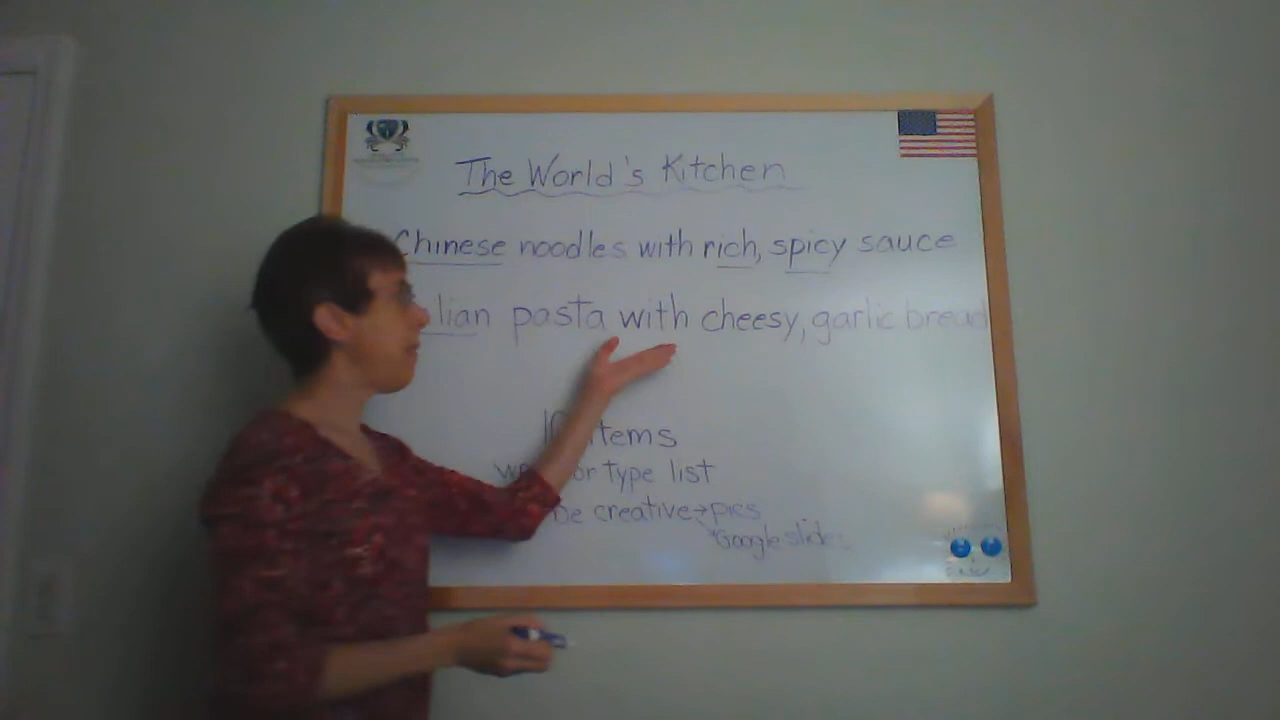 The World's Kitchen
Chinese noodles with rich, spicy sauce
lian pasta with cheesy, garlic bread
items
or type list
be creative→pics
Google slides